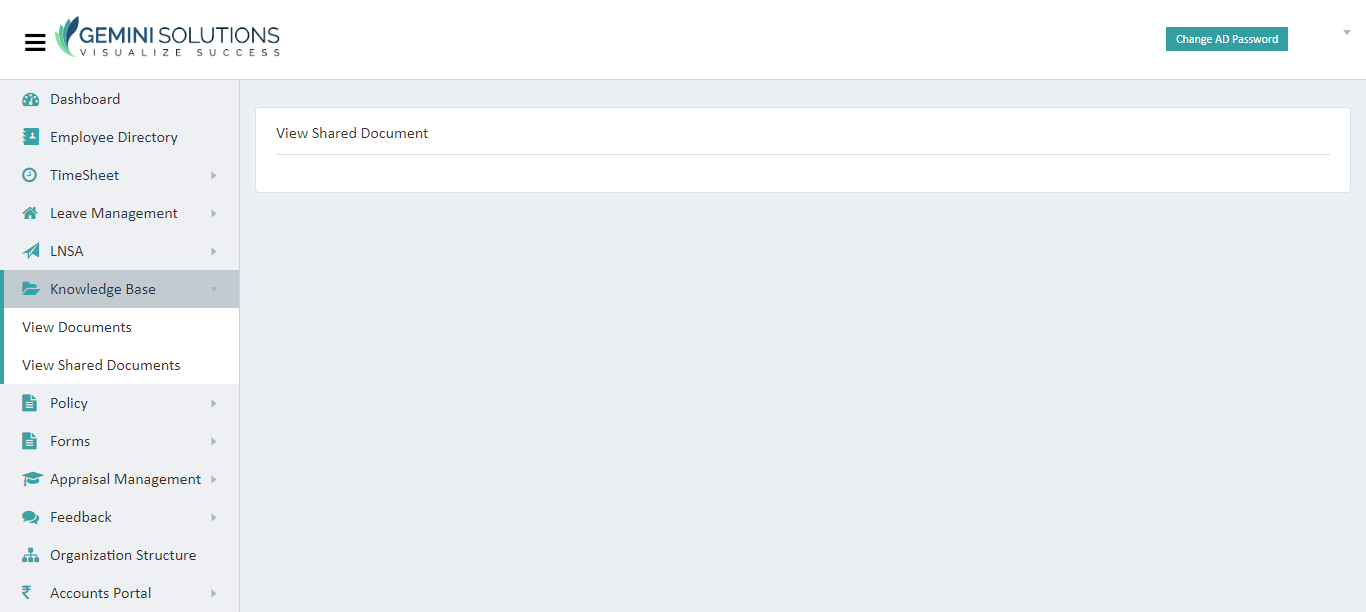 GEMINI SOLUTIONS
VISUALIZE SUCCESS
Change AD Password
Dashboard
Employee Directory
TimeSheet
Leave Management
LNSA
Knowledge Base
View Documents
View Shared Documents
Policy
Forms
Appraisal Management
Feedback
Organization Structure
₹ Accounts Portal
View Shared Document